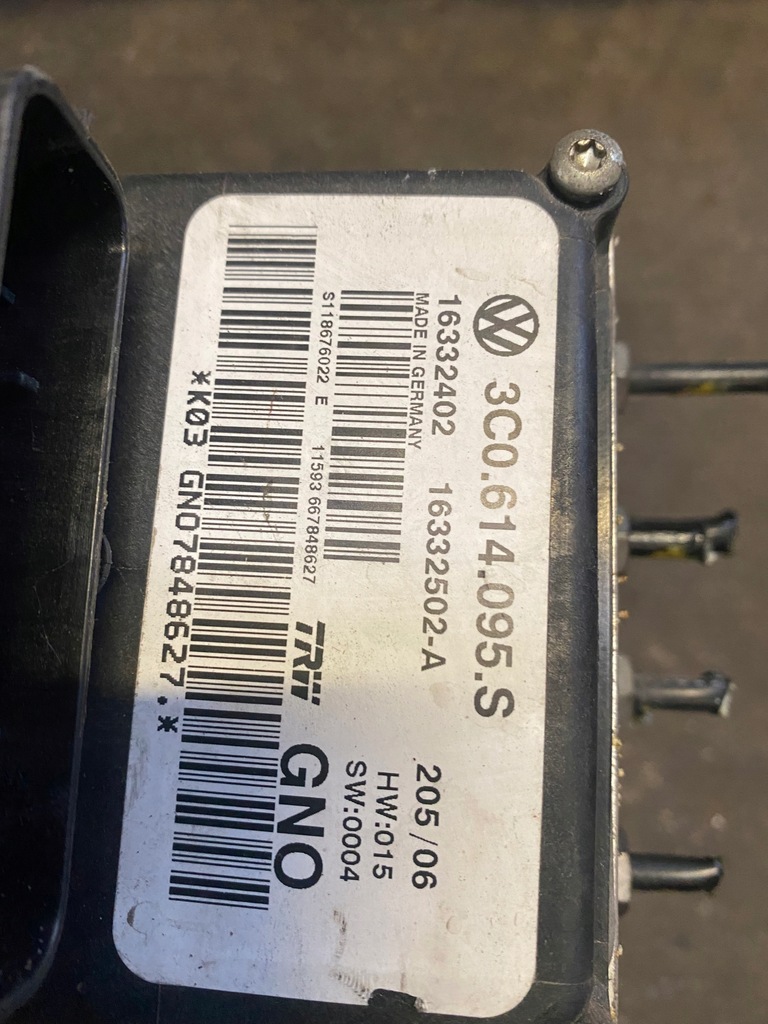 3C0.614.095.S
16332402 16332502-A 205/06
MADE IN GERMANY
HW:015
SW:0004
S118676022 E 11593 667848627
TRW GNO
*K03 GNO7848627.*